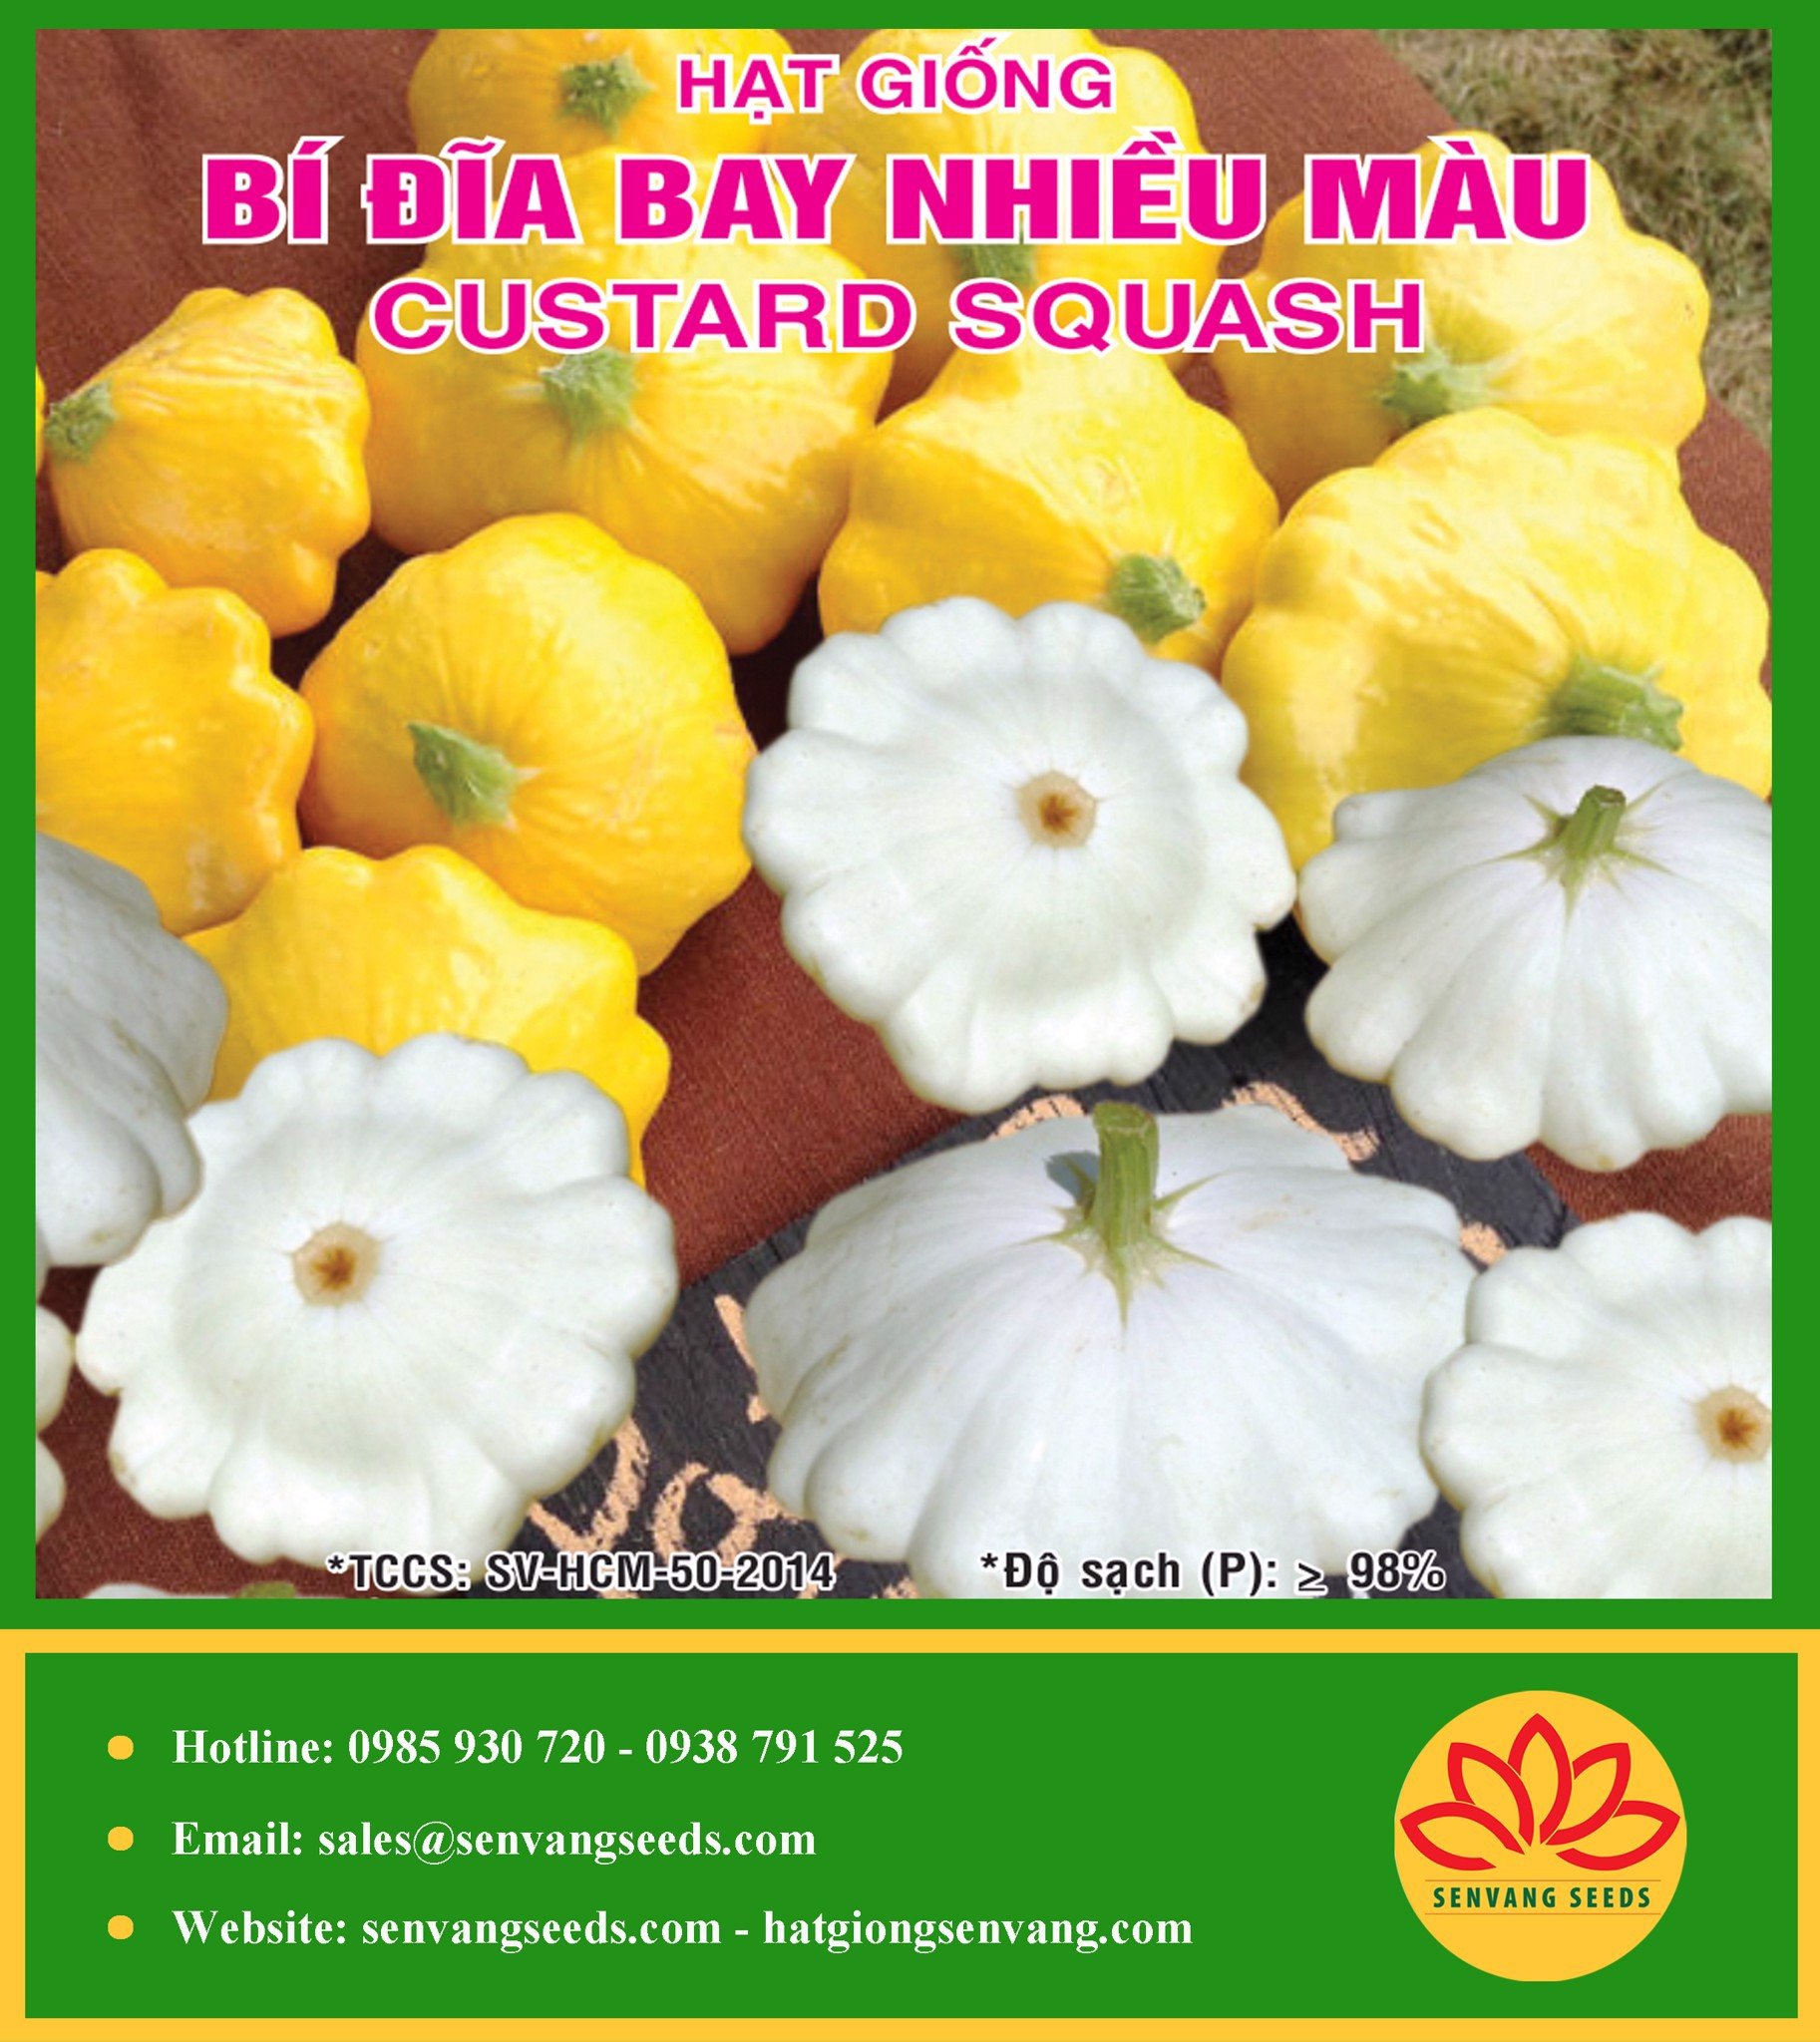 HẠT GIỐNG
BÍ ĐĨA BAY NHIỀU MÀU
CUSTARD SQUASH
*TCCS: SV-HCM-50-2014 *Độ sạch (P): ≥ 98%
Hotline: 0985 930 720 - 0938 791 525
Email: sales@senvangseeds.com
Website: senvangseeds.com - hatgiongsenvang.com
SENVANG SEEDS